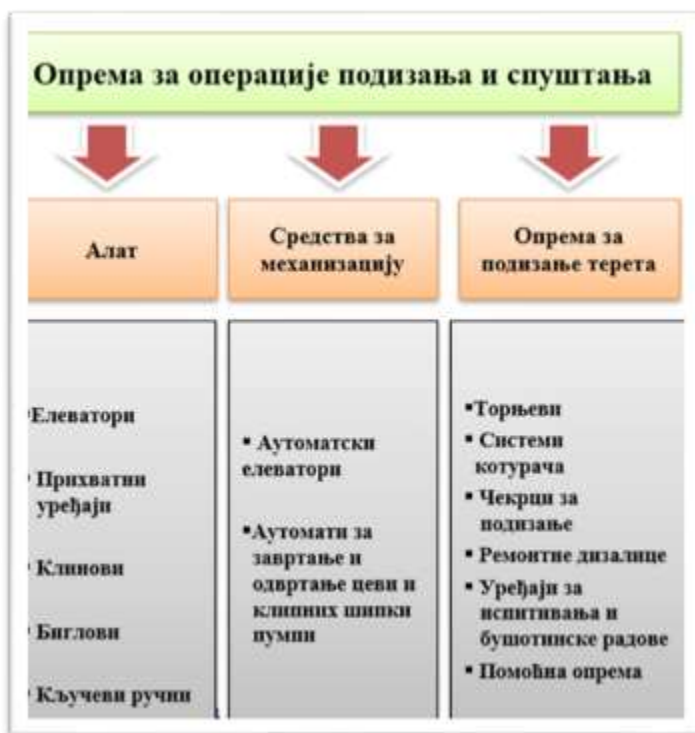 Опрема за операције подизања и спуштања
Алат
Средства за
механизацију
Опрема за
подизање терета
Елеватори
Прихватни
уређаји
Клинови
Биглови
Кључеви ручни
▪ Аутоматски
елеватори
▪Аутомати за
завртање и
одвртање цеви и
клипних шипки
пумпи
▪Торњеви
▪ Системи
котурача
▪ Чекрци за
подизање
▪ Ремонтне дизалице
▪ Уређаји за
испитивања и
бушотинске радове
▪ Помоћна опрема